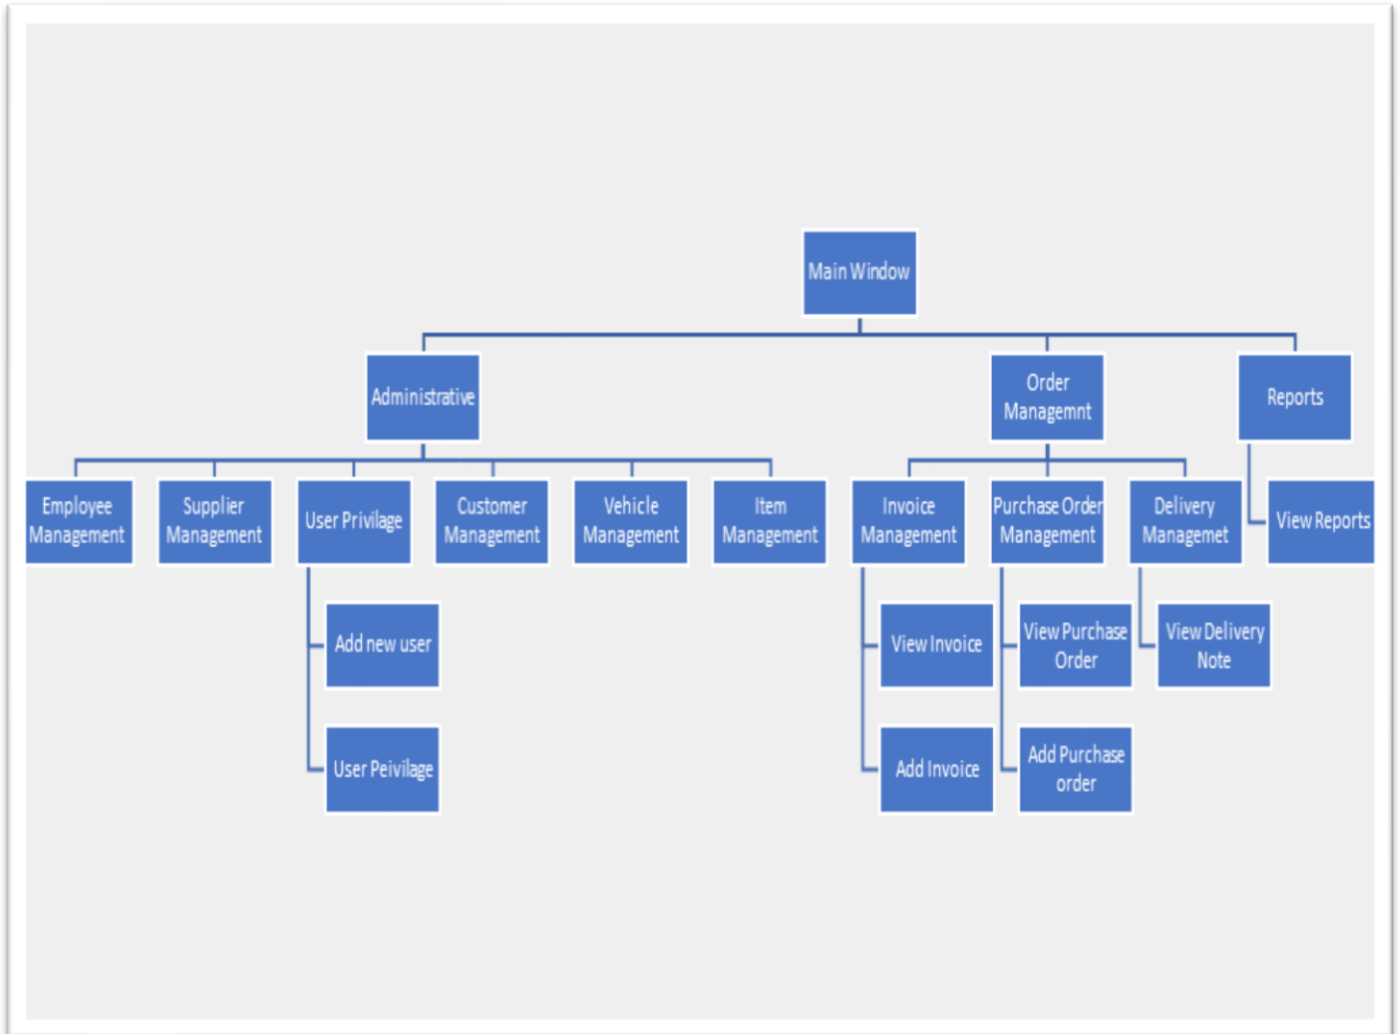 Main Window
Administrative
Order
Managemnt
Reports
Employee
Management
Supplier
Management
User Privilage
Customer
Management
Vehicle
Management
Item
Management
Invoice
Management
Purchase Order
Management
Delivery
Managemet
View Reports
Add new user
View Invoice
View Purchase
Order
View Delivery
Note
User Peivilage
Add Invoice
Add Purchase
order